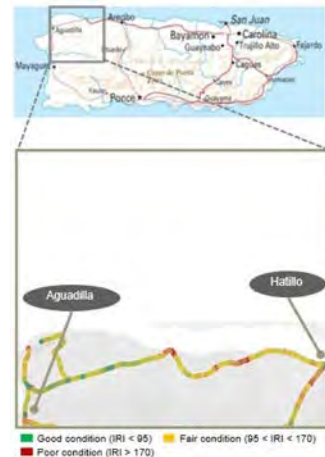 San Juan
Arecibo
Aguadilla
Bayamon
Carolina
Guaynabo
Trujillo Alto
Fajardo
Mayaguez
Caguas
Ponce
Guayama
Aguadilla
Hatillo
Good condition (IRI < 95)
Fair condition (95 < IRI < 170)
Poor condition (IRI > 170)